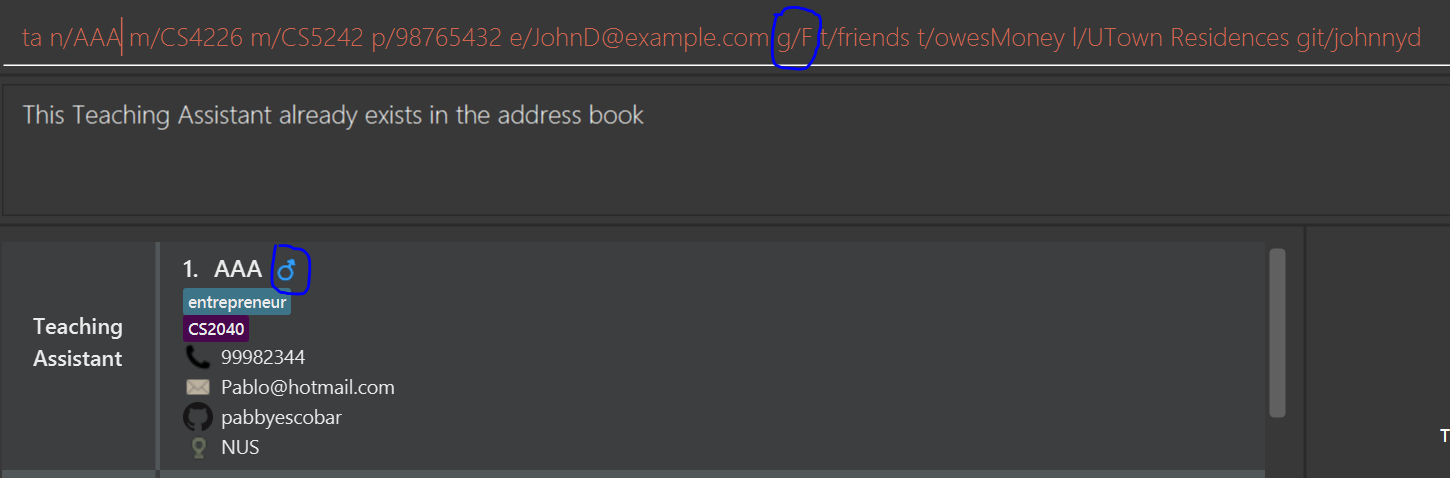 ta n/AAA m/CS4226 m/CS5242 p/98765432 e/JohnD@example.com g/F t/friends t/owesMoney l/UTown Residences git/johnnyd
This Teaching Assistant already exists in the address book
Teaching
Assistant
1. AAA
entrepreneur
CS2040
99982344
Pablo@hotmail.com
pabbyescobar
NUS
T